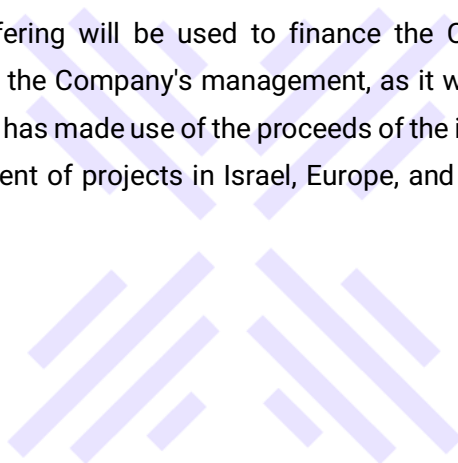 fering will be used to finance the C
the Company's management, as it w
has made use of the proceeds of the i
ent of projects in Israel, Europe, and